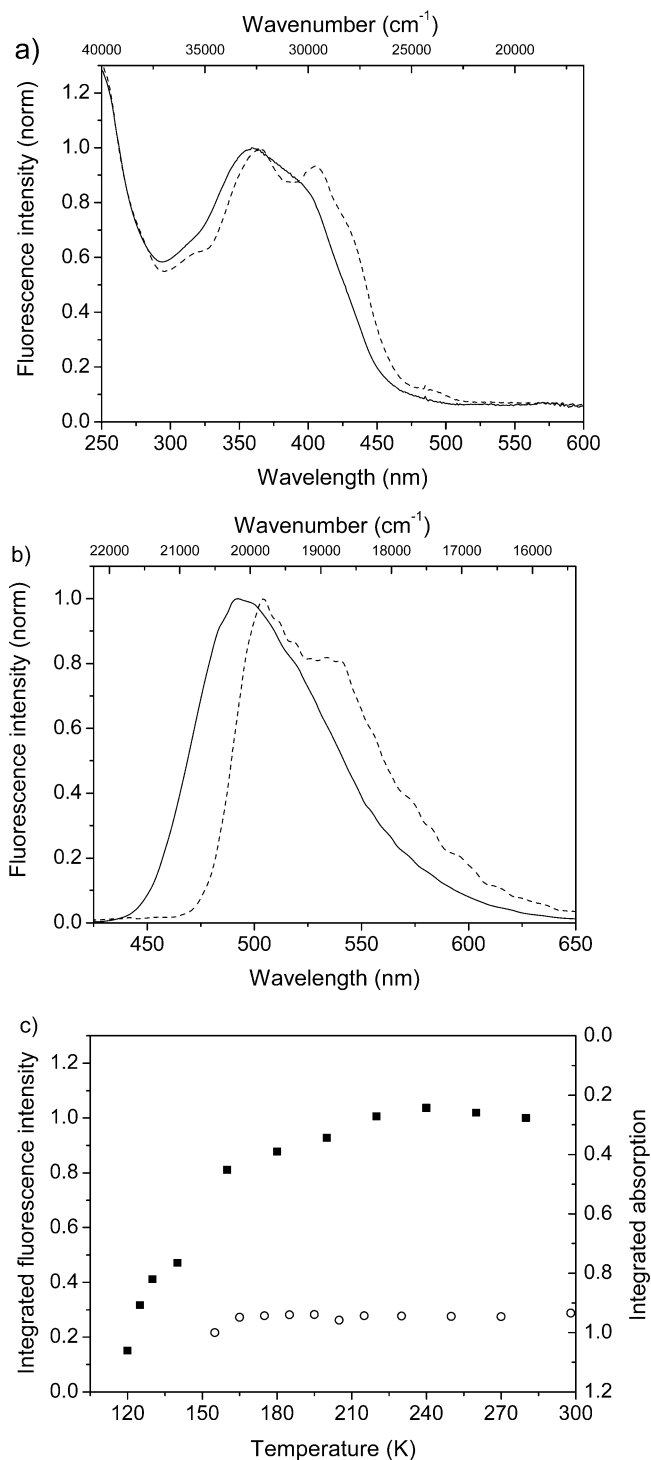 Wavenumber (cm⁻¹)
a)
40000 35000 30000 25000 20000
Fluorescence intensity (norm)
1.2
1.0
0.8
0.6
0.4
0.2
0.0
250 300 350 400 450 500 550 600
Wavelength (nm)
Wavenumber (cm⁻¹)
b)
22000 21000 20000 19000 18000 17000 16000
Fluorescence intensity (norm)
1.0
0.8
0.6
0.4
0.2
0.0
450 500 550 600 650
Wavelength (nm)
c)
Integrated fluorescence intensity
1.2
1.0
0.8
0.6
0.4
0.2
0.0
0.0
0.2
0.4
0.6
0.8
1.0
1.2
Integrated absorption
120 150 180 210 240 270 300
Temperature (K)